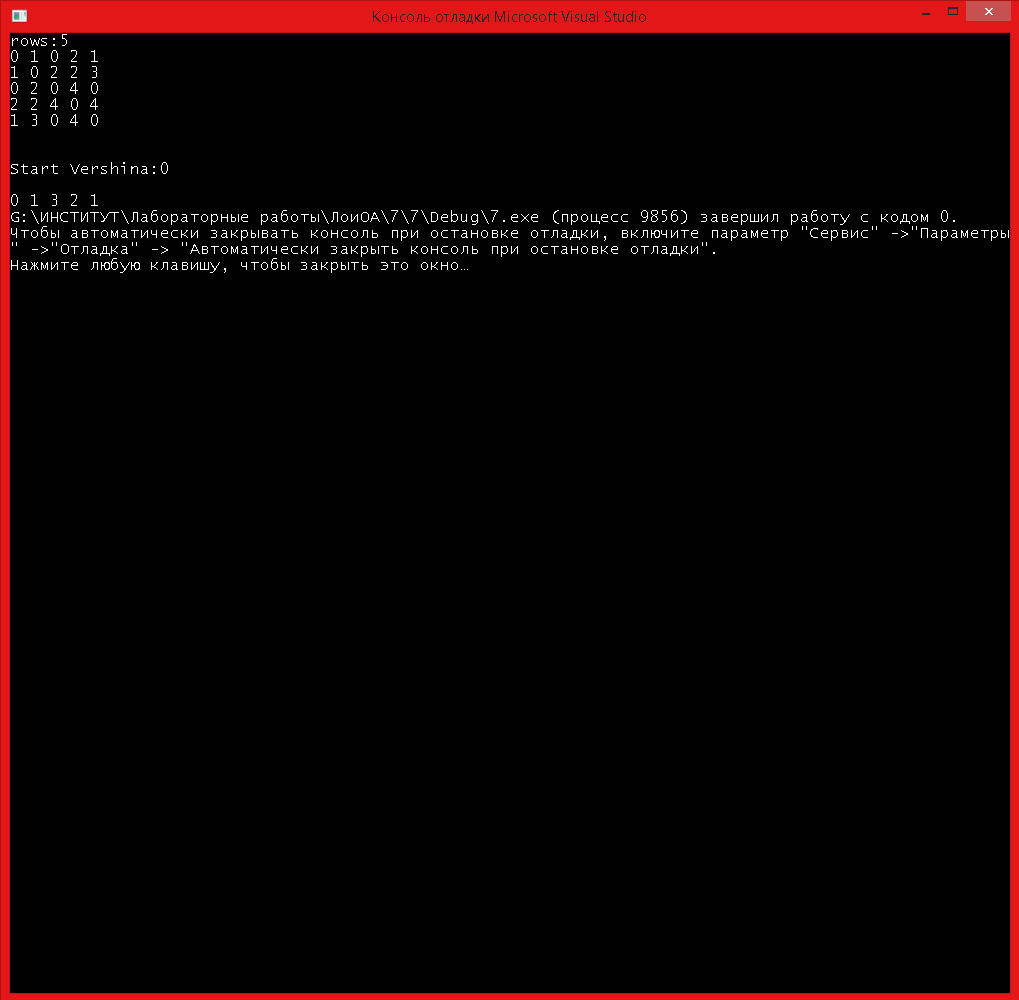 Консоль отладки Microsoft Visual Studio
rows:5
0 1 0 2 1
1 0 2 2 3
0 2 0 4 0
2 2 4 0 4
1 3 0 4 0
Start Vershina:0
0 1 3 2 1
G:\ИНСТИТУТ\Лабораторные работы\ЛоиОА\7\7\Debug\7.exe (процесс 9856) завершил работу с кодом 0.
Чтобы автоматически закрывать консоль при остановке отладки, включите параметр "Сервис" ->"Параметры
" ->"Отладка" -> "Автоматически закрыть консоль при остановке отладки".
Нажмите любую клавишу, чтобы закрыть это окно…